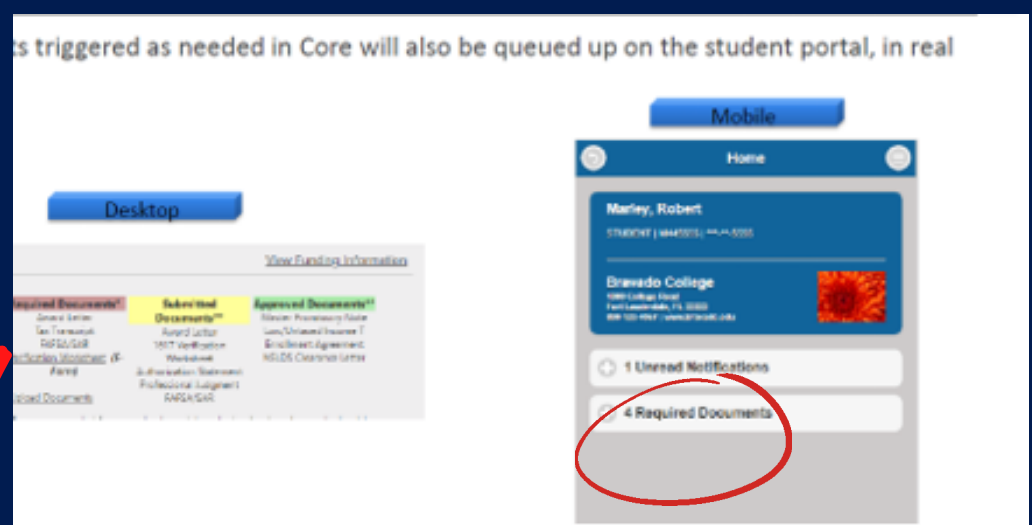 ts triggered as needed in Core will also be queued up on the student portal, in real
Mobile
Home
Marley, Robert
STUDENT
Bravado College
1 Unread Notifications
4 Required Documents
Desktop
View Funding Information
Required Documents*
Award Letter
Tax Transcript
FAFSA/SAR
Verification Worksheet
Upload Documents
Submitted
Documents**
Award Letter
Verification
Worksheet
Authorization Statement
Professional Judgment
FAFSA/SAR
Approved Documents**
Master Promissory Note
Enrollment Agreement
NSLDS Clearance Letter